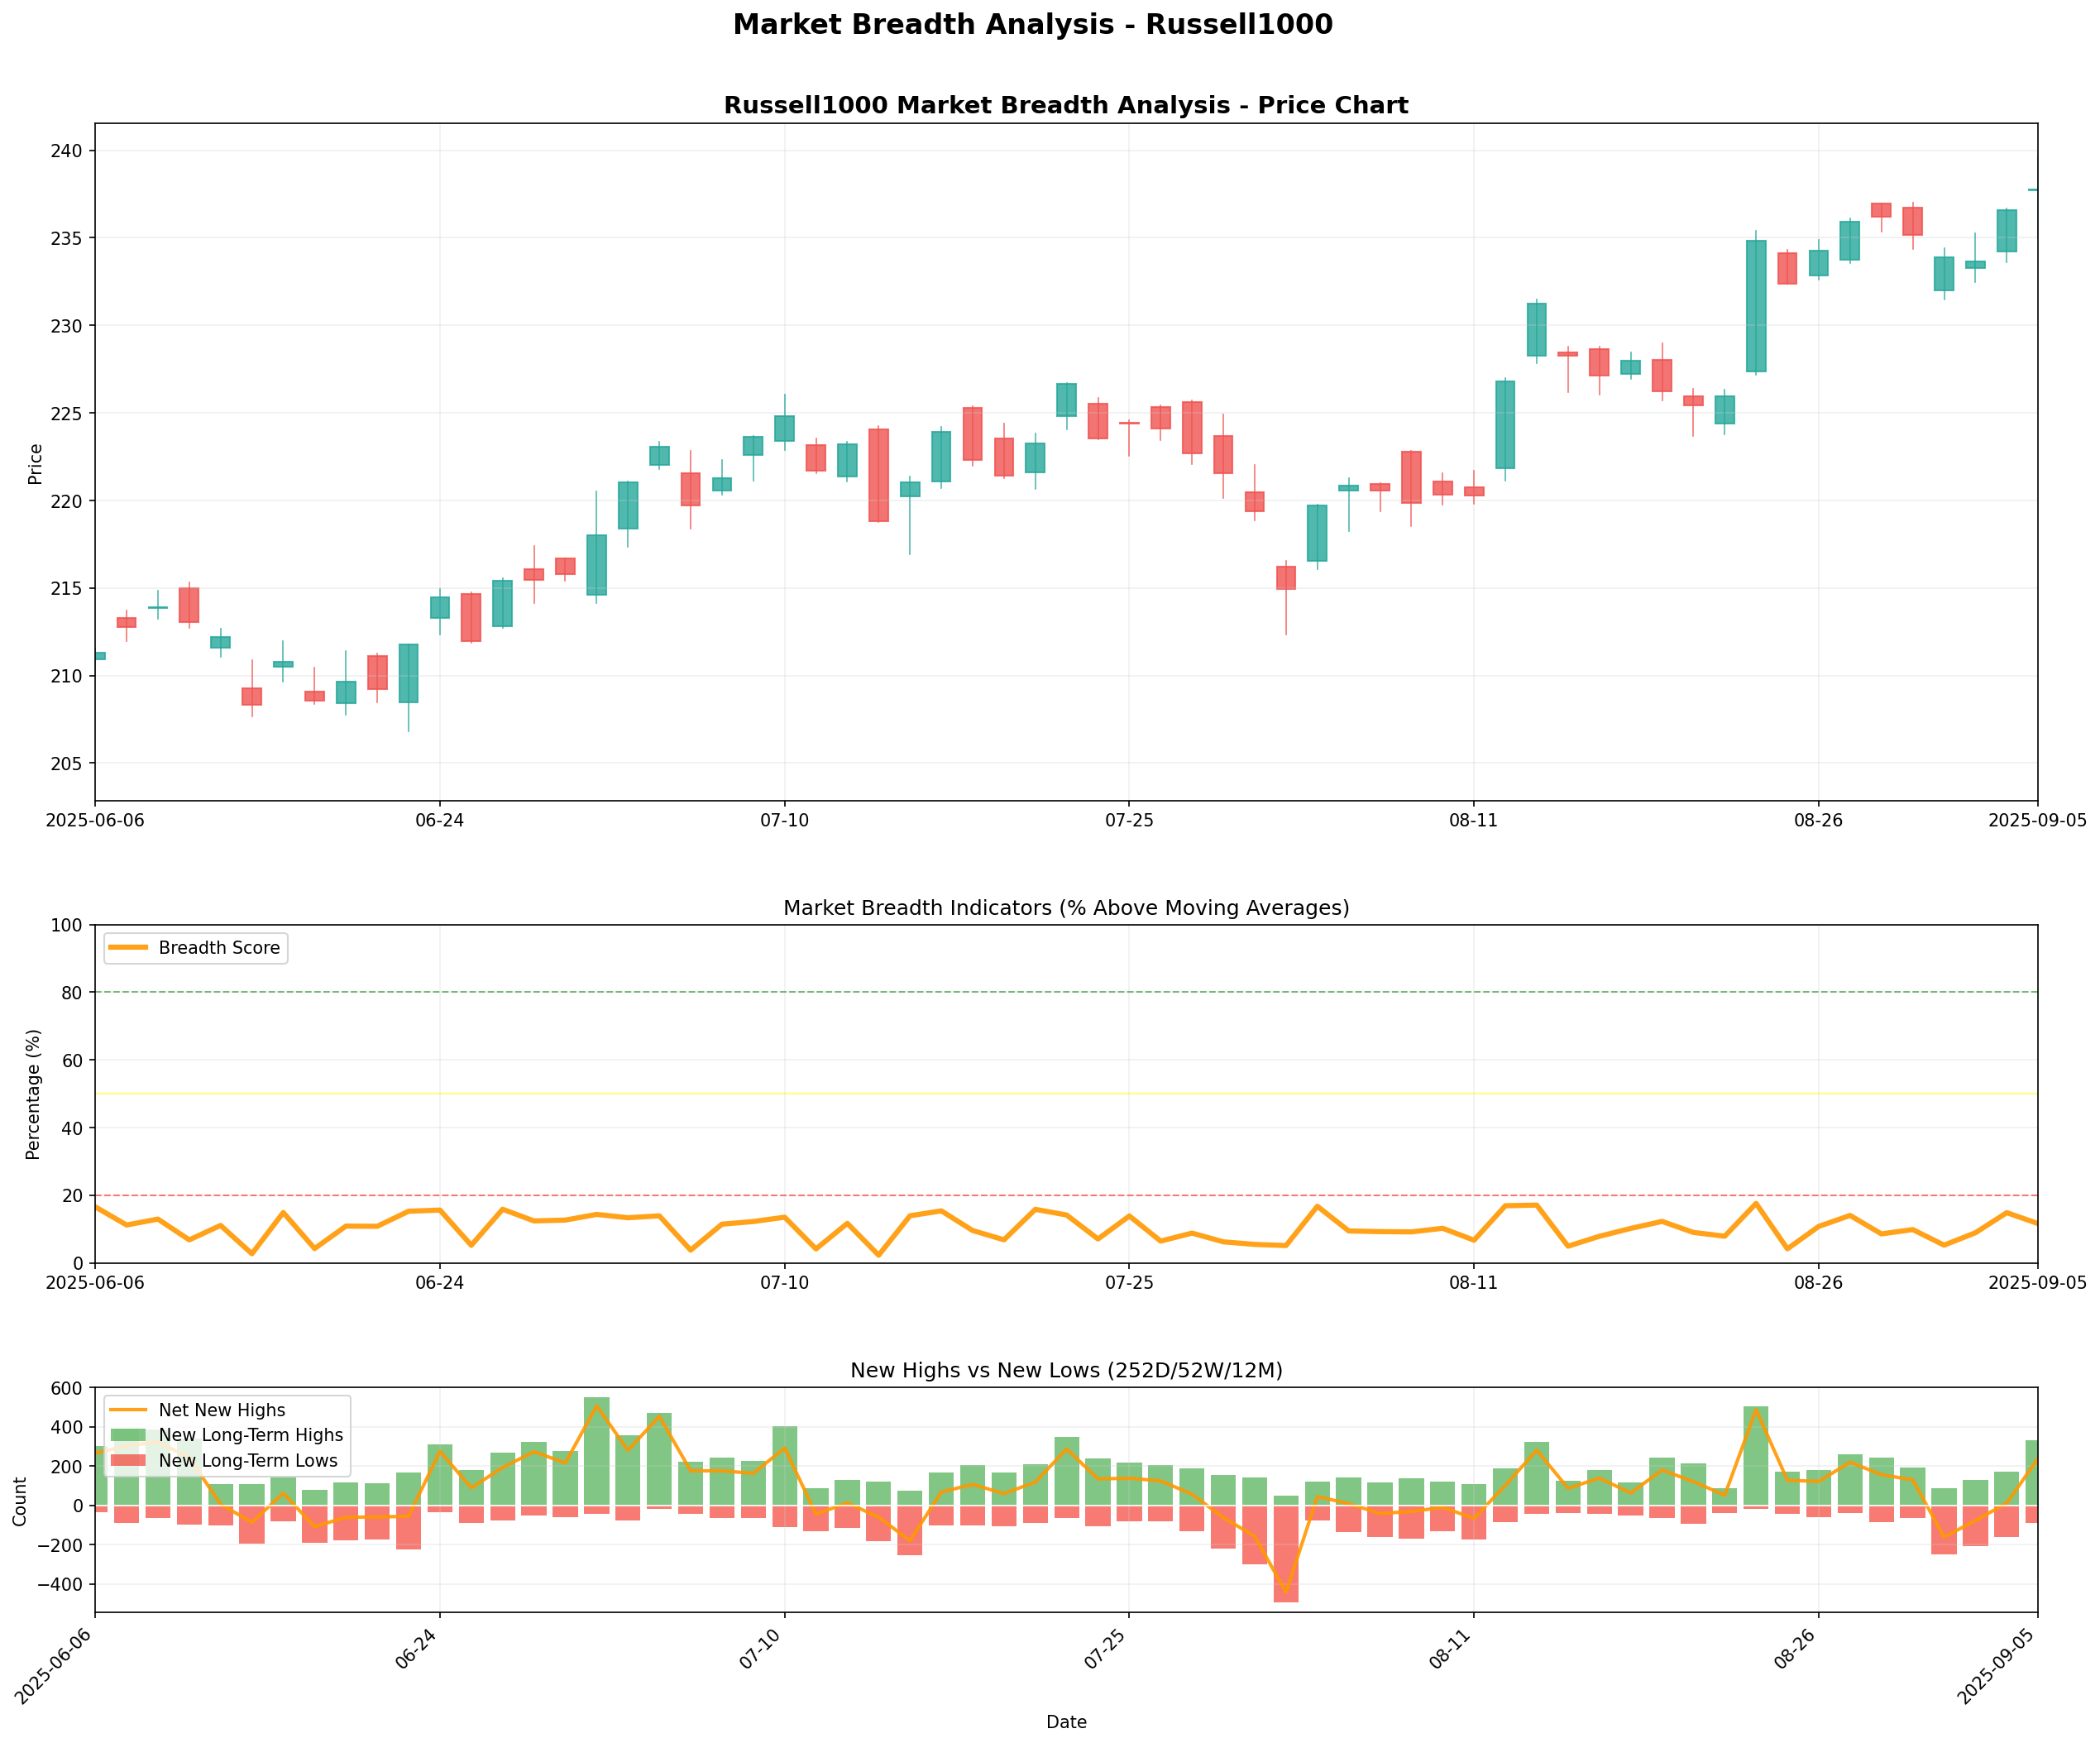 Market Breadth Analysis - Russell1000
Russell1000 Market Breadth Analysis - Price Chart
240
235
230
225
220
215
210
205
Price
2025-06-06 06-24 07-10 07-25 08-11 08-26 2025-09-05
Market Breadth Indicators (% Above Moving Averages)
Breadth Score
100
80
60
40
20
0
Percentage (%)
2025-06-06 06-24 07-10 07-25 08-11 08-26 2025-09-05
New Highs vs New Lows (252D/52W/12M)
Net New Highs
New Long-Term Highs
New Long-Term Lows
600
400
200
0
−200
−400
Count
2025-06-06 06-24 07-10 07-25 08-11 08-26 2025-09-05
Date